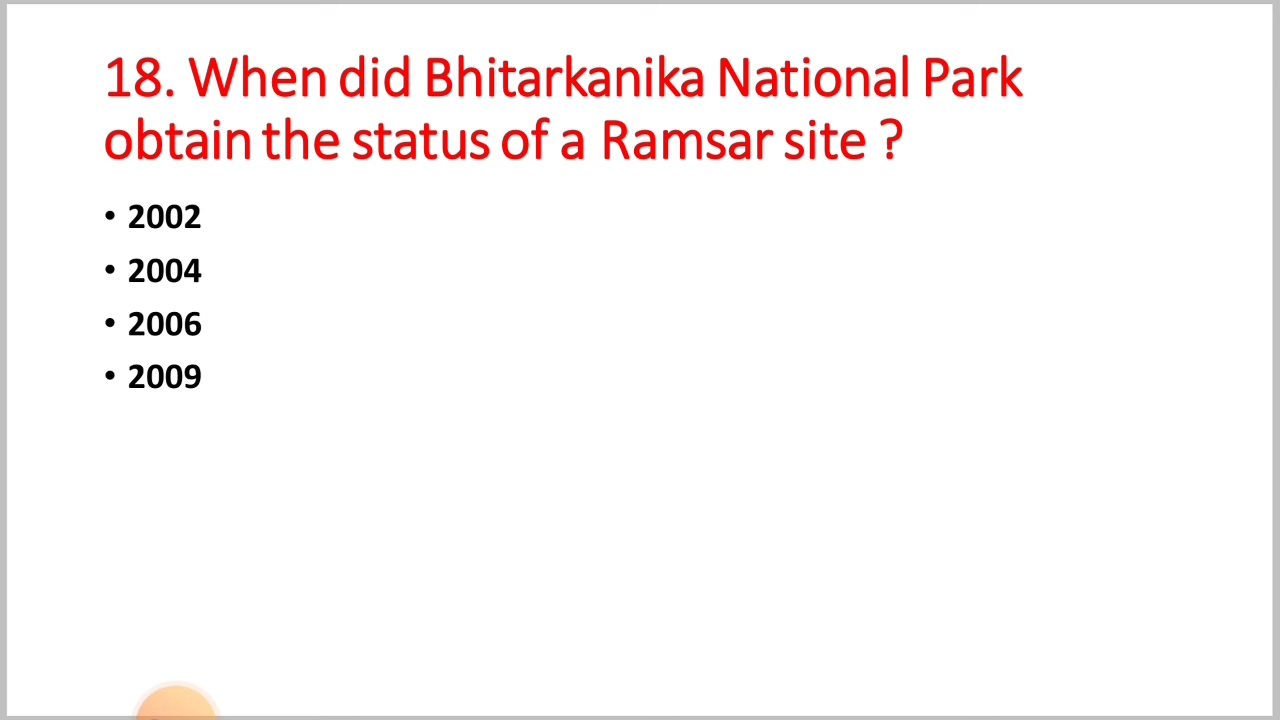 18. When did Bhitarkanika National Park
obtain the status of a Ramsar site ?
• 2002
• 2004
• 2006
• 2009